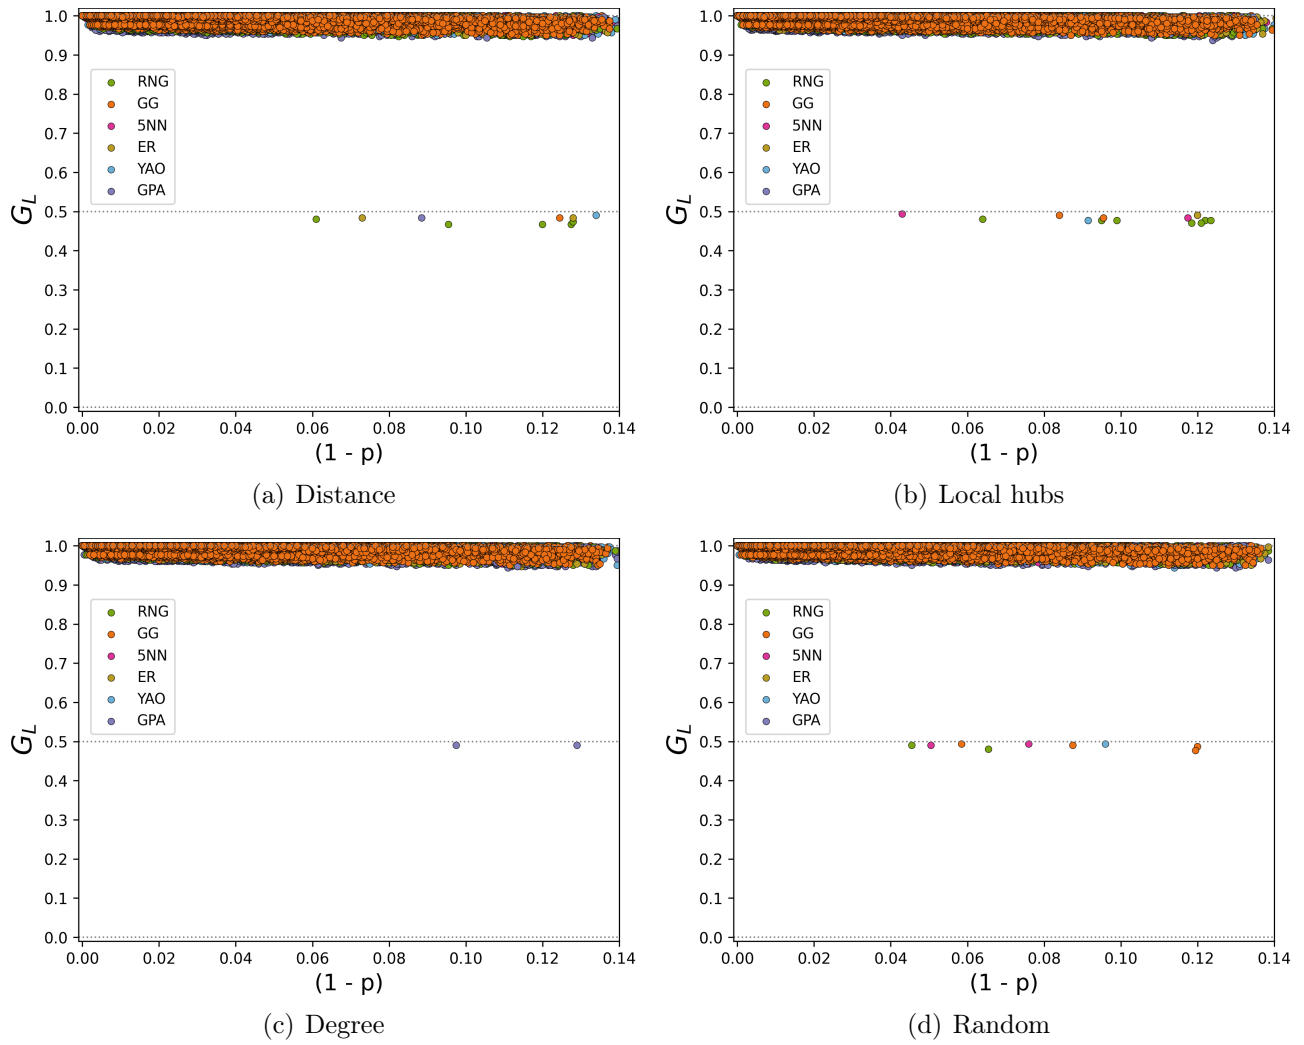 1.0
0.9
0.8
0.7
0.6
0.5
0.4
0.3
0.2
0.1
0.0
G_L
RNG
GG
5NN
ER
YAO
GPA
0.00 0.02 0.04 0.06 0.08 0.10 0.12 0.14
(1 - p)
(a) Distance
1.0
0.9
0.8
0.7
0.6
0.5
0.4
0.3
0.2
0.1
0.0
G_L
RNG
GG
5NN
ER
YAO
GPA
0.00 0.02 0.04 0.06 0.08 0.10 0.12 0.14
(1 - p)
(b) Local hubs
1.0
0.9
0.8
0.7
0.6
0.5
0.4
0.3
0.2
0.1
0.0
G_L
RNG
GG
5NN
ER
YAO
GPA
0.00 0.02 0.04 0.06 0.08 0.10 0.12 0.14
(1 - p)
(c) Degree
1.0
0.9
0.8
0.7
0.6
0.5
0.4
0.3
0.2
0.1
0.0
G_L
RNG
GG
5NN
ER
YAO
GPA
0.00 0.02 0.04 0.06 0.08 0.10 0.12 0.14
(1 - p)
(d) Random